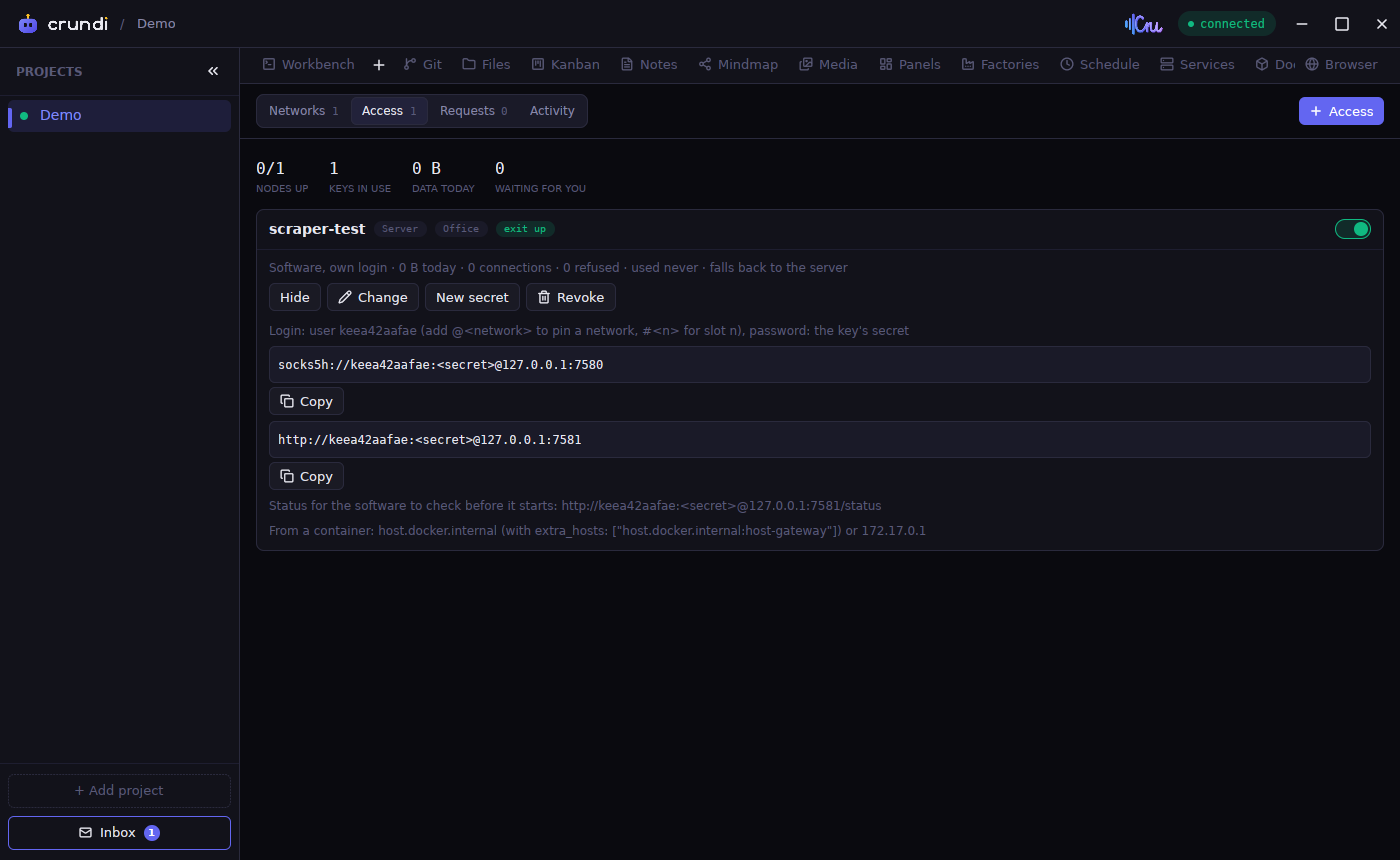 crundi / Demo
Cru
connected
PROJECTS
Workbench + Git Files Kanban Notes Mindmap Media Panels Factories Schedule Services Doc Browser
Demo
Networks 1 Access 1 Requests 0 Activity
+ Access
0/1 1 0 B 0
NODES UP KEYS IN USE DATA TODAY WAITING FOR YOU
scraper-test Server Office exit up
Software, own login · 0 B today · 0 connections · 0 refused · used never · falls back to the server
Hide Change New secret Revoke
Login: user keea42aafae (add @<network> to pin a network, #<n> for slot n), password: the key's secret
socks5h://keea42aafae:<secret>@127.0.0.1:7580
Copy
http://keea42aafae:<secret>@127.0.0.1:7581
Copy
Status for the software to check before it starts: http://keea42aafae:<secret>@127.0.0.1:7581/status
From a container: host.docker.internal (with extra_hosts: ["host.docker.internal:host-gateway"]) or 172.17.0.1
+ Add project
Inbox 1